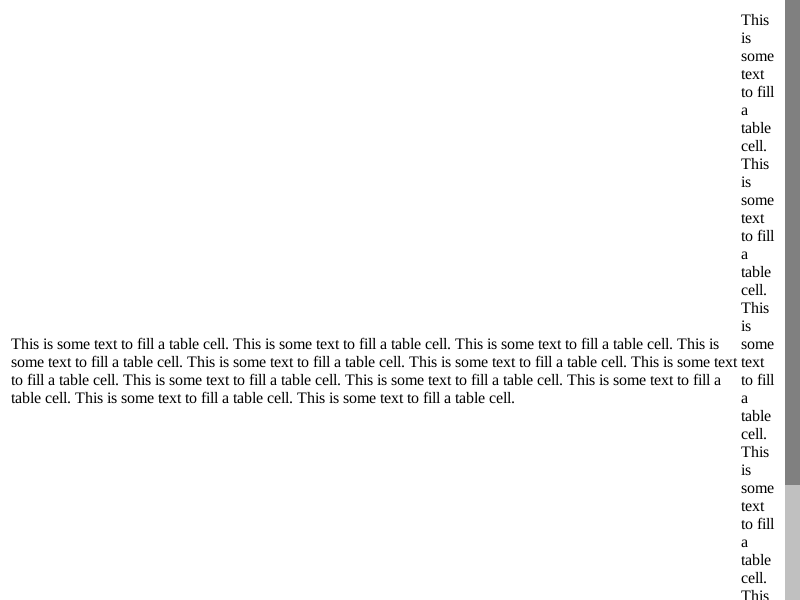 This is some text to fill a table cell. This is some text to fill a table cell. This is some text to fill a table cell. This is
some text to fill a table cell. This is some text to fill a table cell. This is some text to fill a table cell. This is some text
to fill a table cell. This is some text to fill a table cell. This is some text to fill a table cell. This is some text to fill a
table cell. This is some text to fill a table cell. This is some text to fill a table cell.
This
is
some
text
to fill
a
table
cell.
This
is
some
text
to fill
a
table
cell.
This
is
some
text
to fill
a
table
cell.
This
is
some
text
to fill
a
table
cell.
This